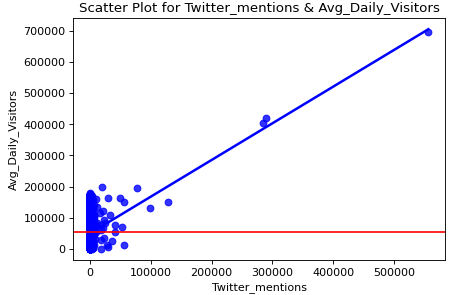 Scatter Plot for Twitter_mentions & Avg_Daily_Visitors
700000
600000
500000
400000
300000
200000
100000
0
Avg_Daily_Visitors
0 100000 200000 300000 400000 500000
Twitter_mentions